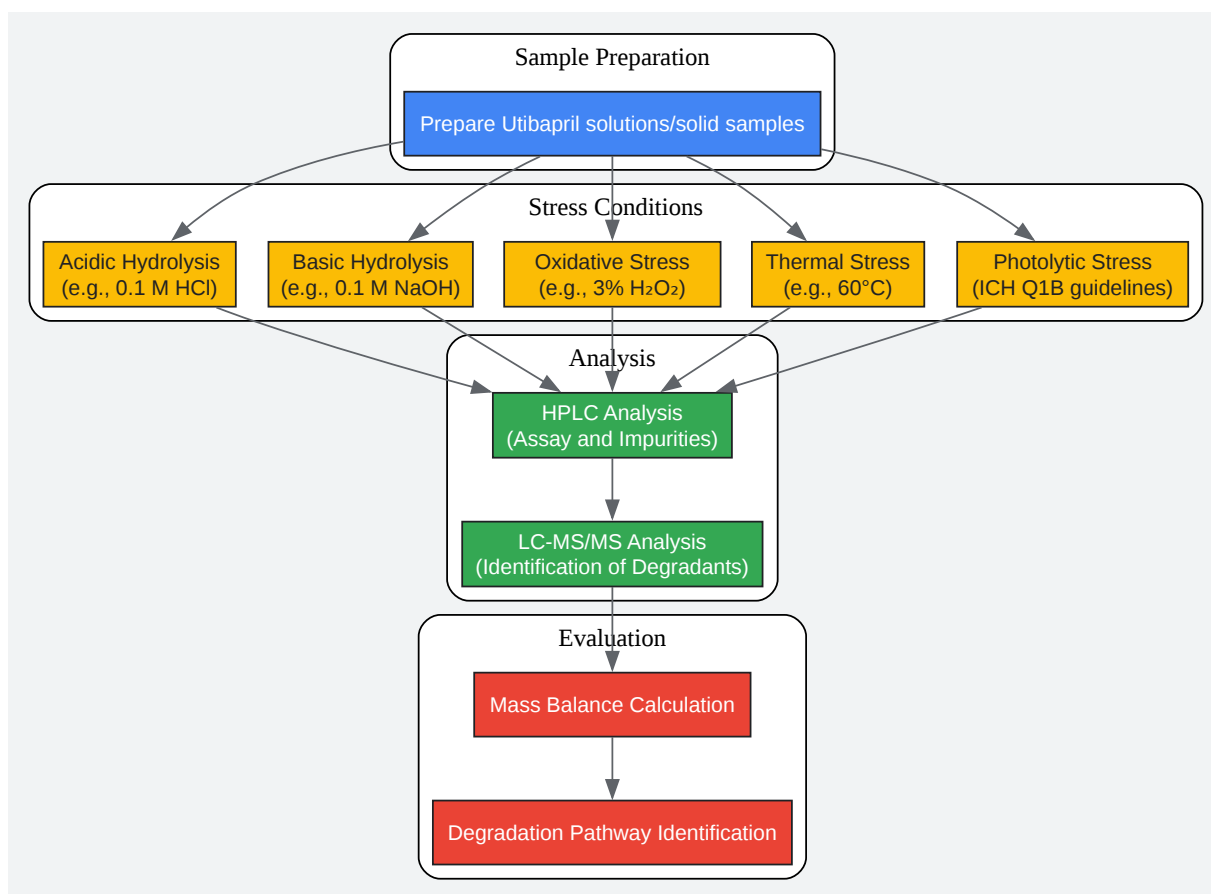 Sample Preparation
Prepare Utibapril solutions/solid samples
Stress Conditions
Acidic Hydrolysis
(e.g., 0.1 M HCl)
Basic Hydrolysis
(e.g., 0.1 M NaOH)
Oxidative Stress
(e.g., 3% H₂O₂)
Thermal Stress
(e.g., 60°C)
Photolytic Stress
(ICH Q1B guidelines)
Analysis
HPLC Analysis
(Assay and Impurities)
LC-MS/MS Analysis
(Identification of Degradants)
Evaluation
Mass Balance Calculation
Degradation Pathway Identification